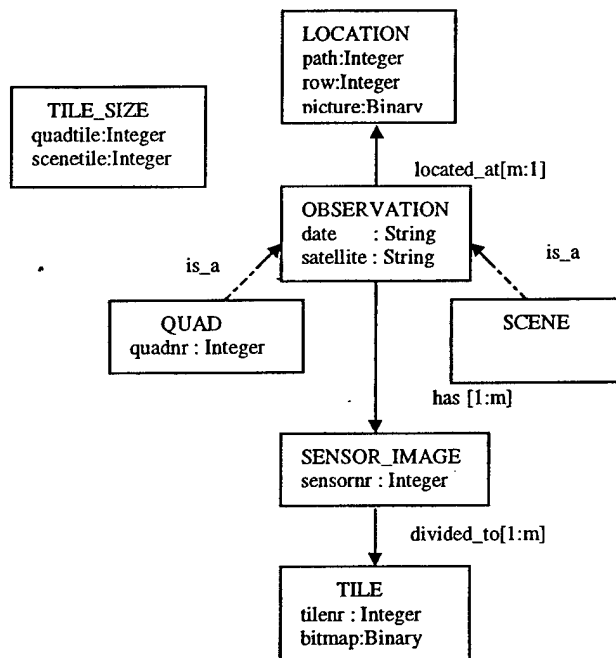 LOCATION
path:Integer
row:Integer
picture:Binary
TILE_SIZE
quadtile:Integer
scenetile:Integer
located_at[m:1]
OBSERVATION
date : String
satellite : String
is_a
is_a
QUAD
quadnr : Integer
SCENE
has [1:m]
SENSOR_IMAGE
sensornr : Integer
divided_to[1:m]
TILE
tilenr : Integer
bitmap:Binary